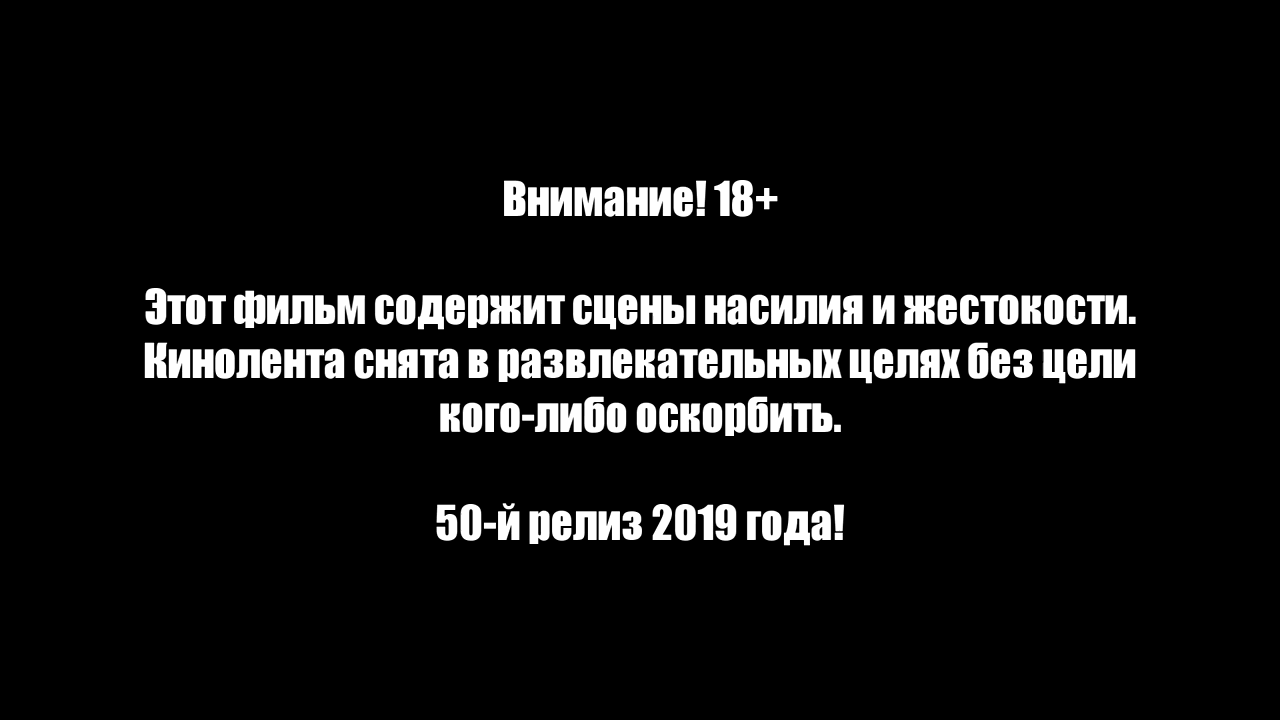 Внимание! 18+
Этот фильм содержит сцены насилия и жестокости.
Кинолента снята в развлекательных целях без цели
кого-либо оскорбить.
50-й релиз 2019 года!